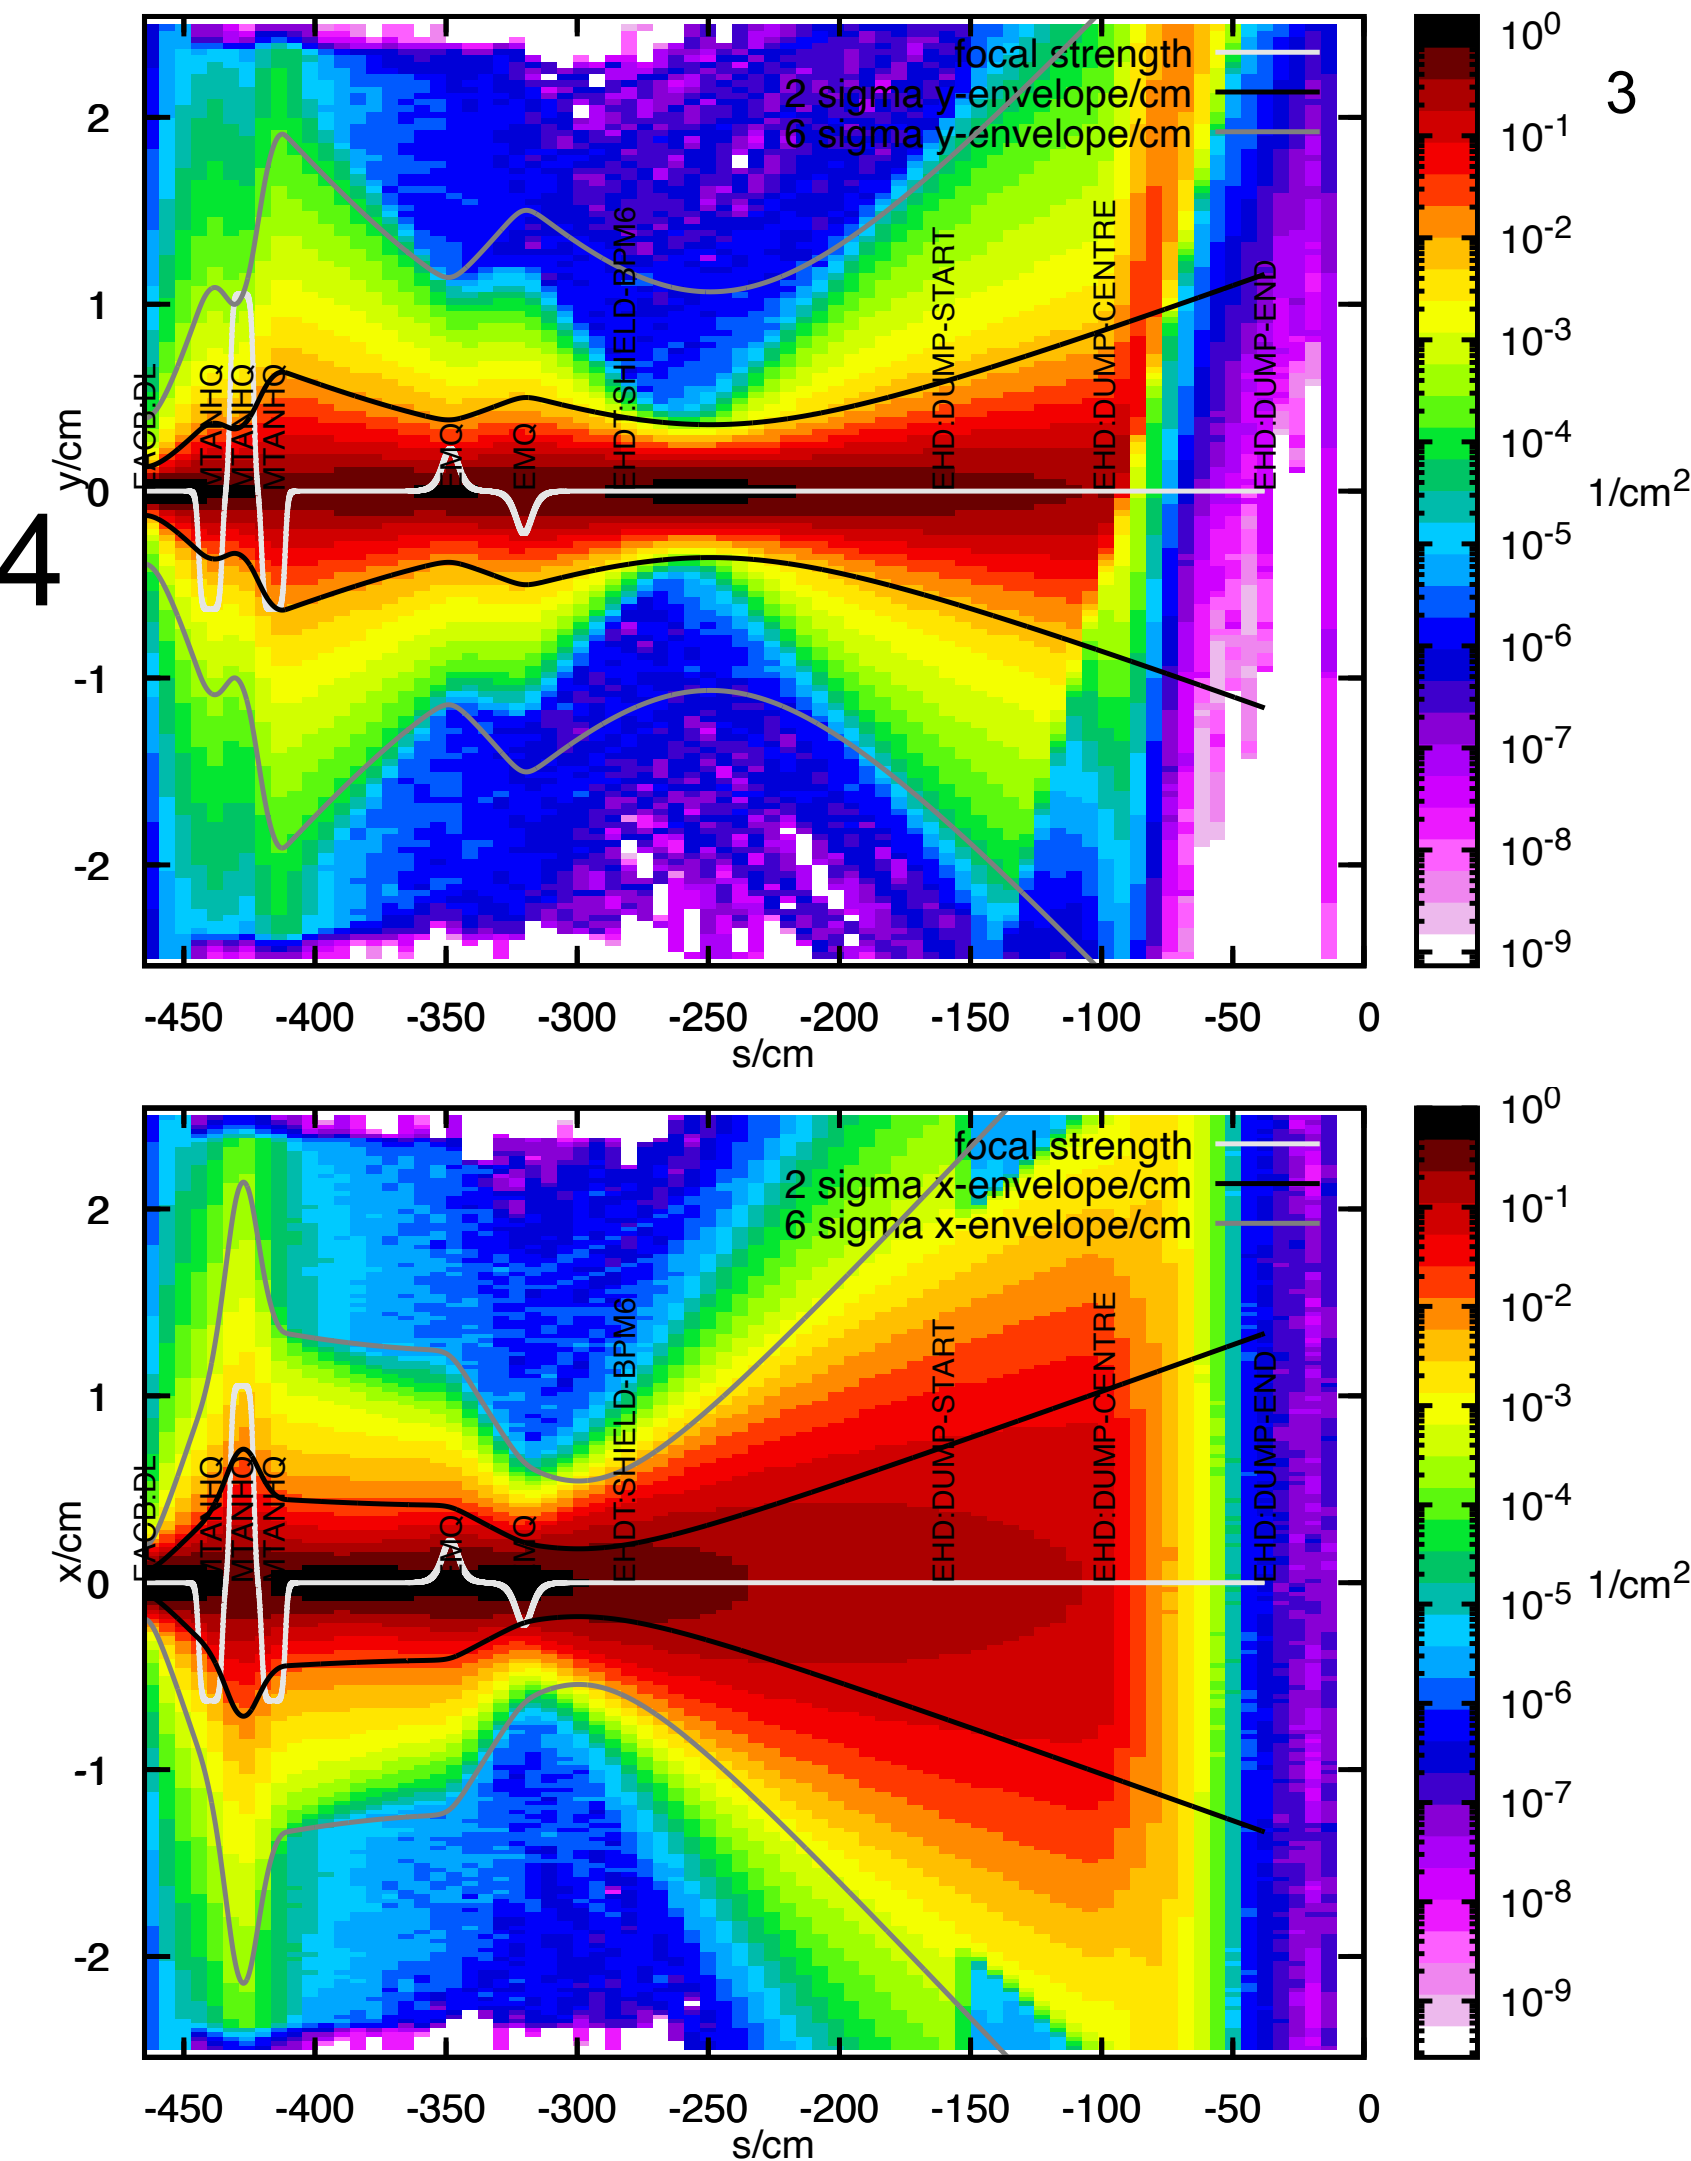 focal strength
2 sigma y-envelope/cm
6 sigma y-envelope/cm
3
4
y/cm
2
1
0
-1
-2
EACB:DL
MTANHQ
MTANHQ
MTANHQ
EMQ
EMQ
EHDT:SHIELD-BPM6
EHD:DUMP-START
EHD:DUMP-CENTRE
EHD:DUMP-END
-450 -400 -350 -300 -250 -200 -150 -100 -50 0
s/cm
10^0
10^-1
10^-2
10^-3
10^-4
10^-5
10^-6
10^-7
10^-8
10^-9
1/cm^2
focal strength
2 sigma x-envelope/cm
6 sigma x-envelope/cm
x/cm
2
1
0
-1
-2
EACB:DL
MTANHQ
MTANHQ
MTANHQ
EMQ
EMQ
EHDT:SHIELD-BPM6
EHD:DUMP-START
EHD:DUMP-CENTRE
EHD:DUMP-END
-450 -400 -350 -300 -250 -200 -150 -100 -50 0
s/cm
10^0
10^-1
10^-2
10^-3
10^-4
10^-5
10^-6
10^-7
10^-8
10^-9
1/cm^2